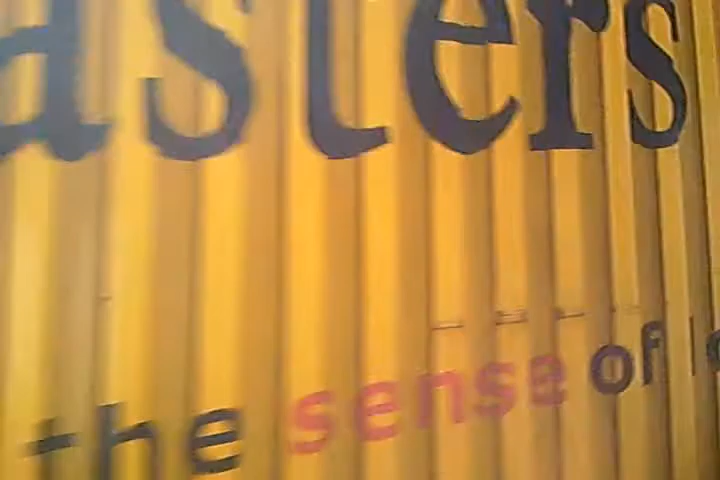 asters
the sense of